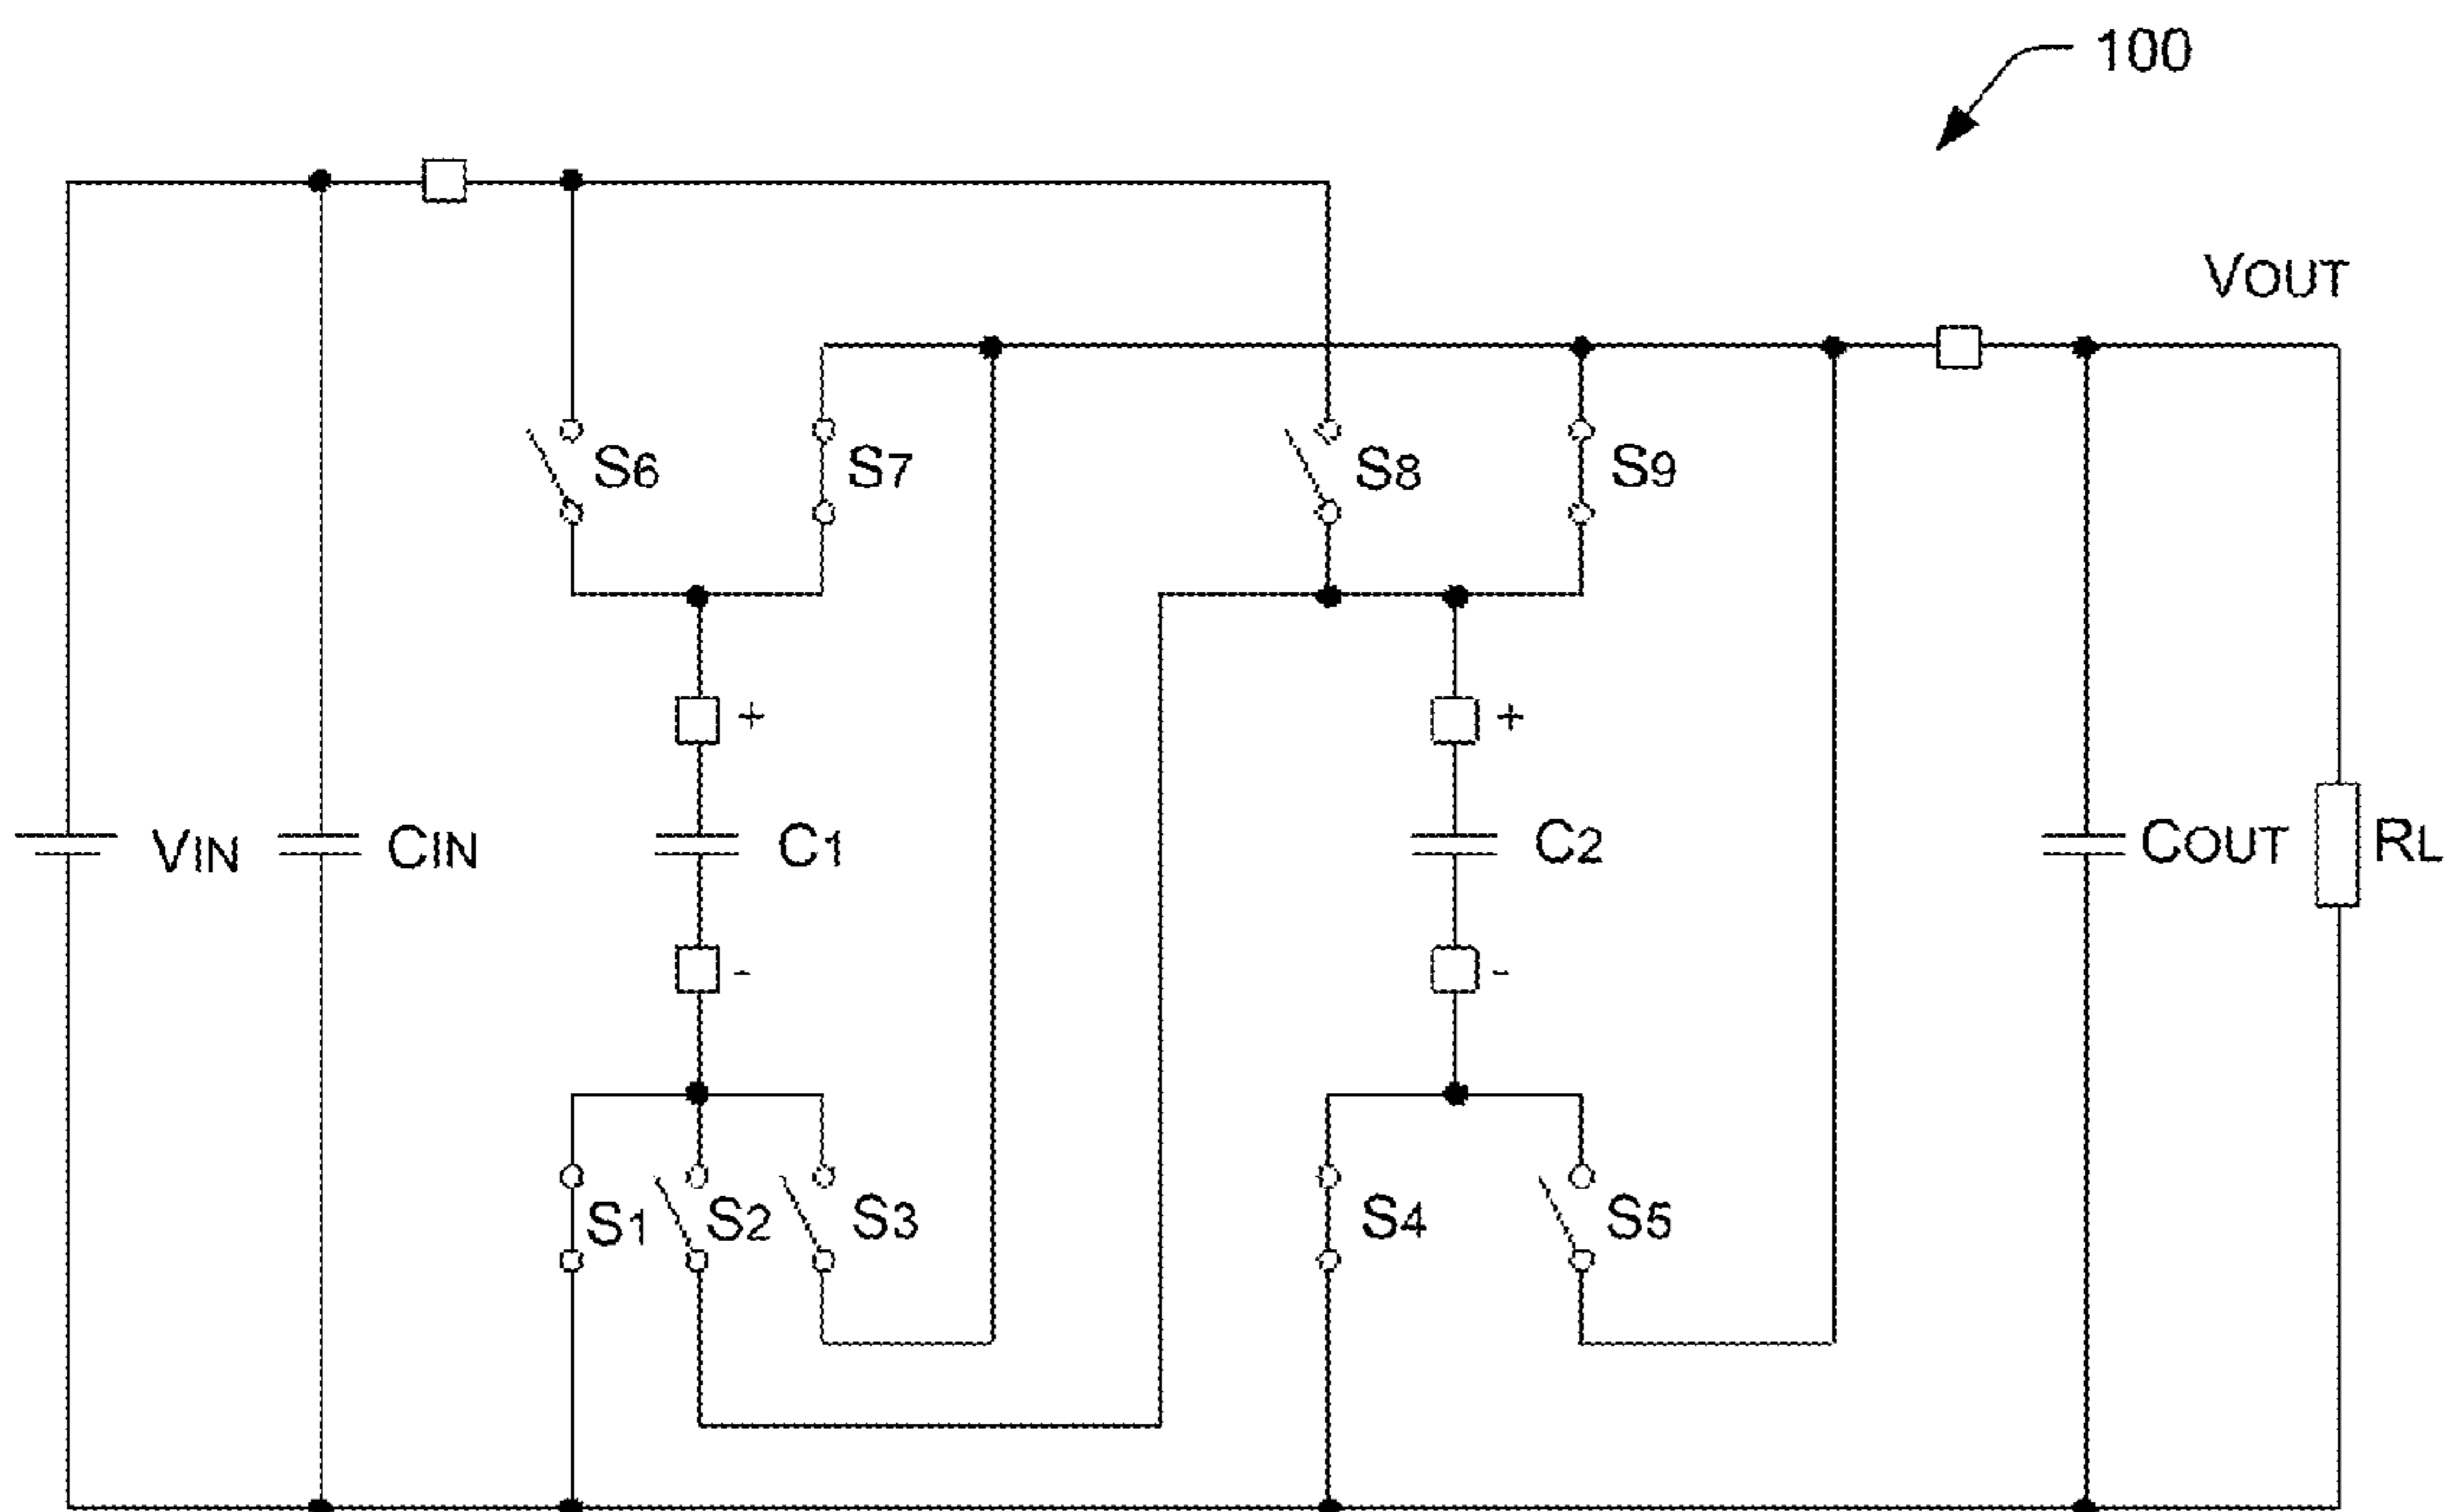 100
VOUT
S6
S7
S8
S9
+
+
VIN
CIN
C1
C2
COUT
RL
-
-
S1
S2
S3
S4
S5